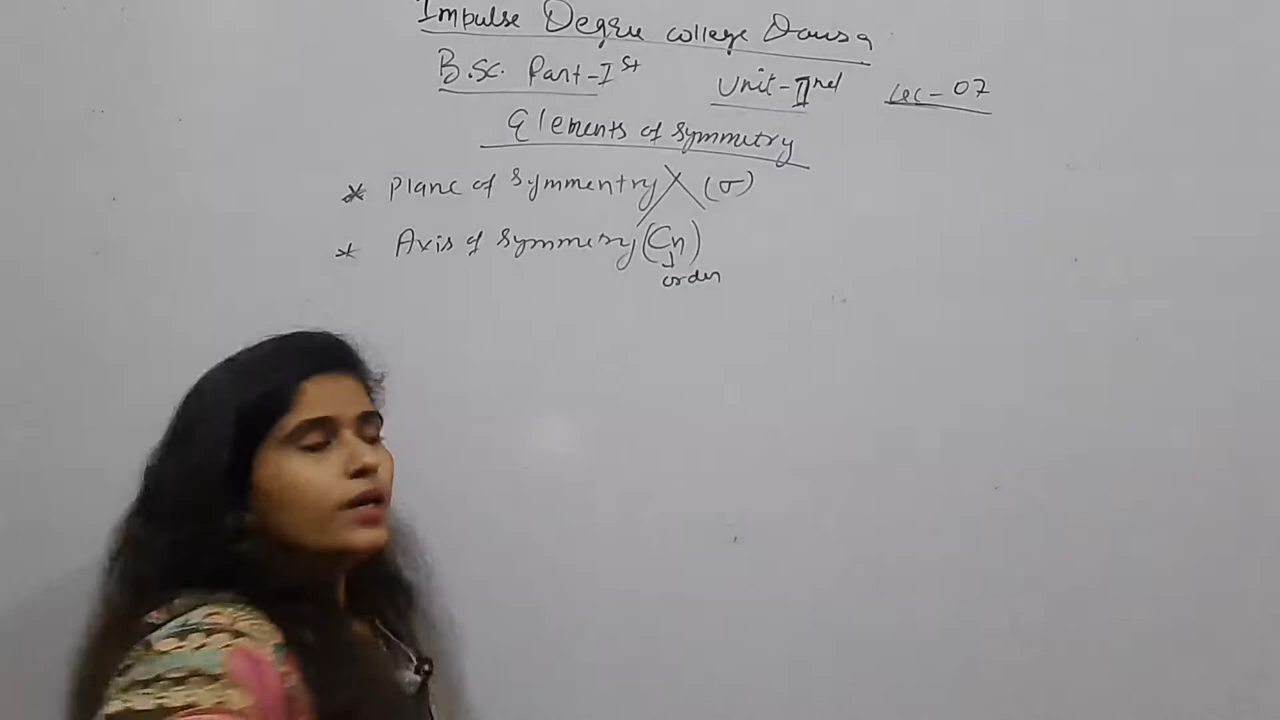 Impulse Degree college Dausa
B.Sc. Part-Ist Unit-IInd Lec-07
Elements of Symmetry
* Plane of Symmentry (σ)
* Axis of Symmetry (Cn)
order